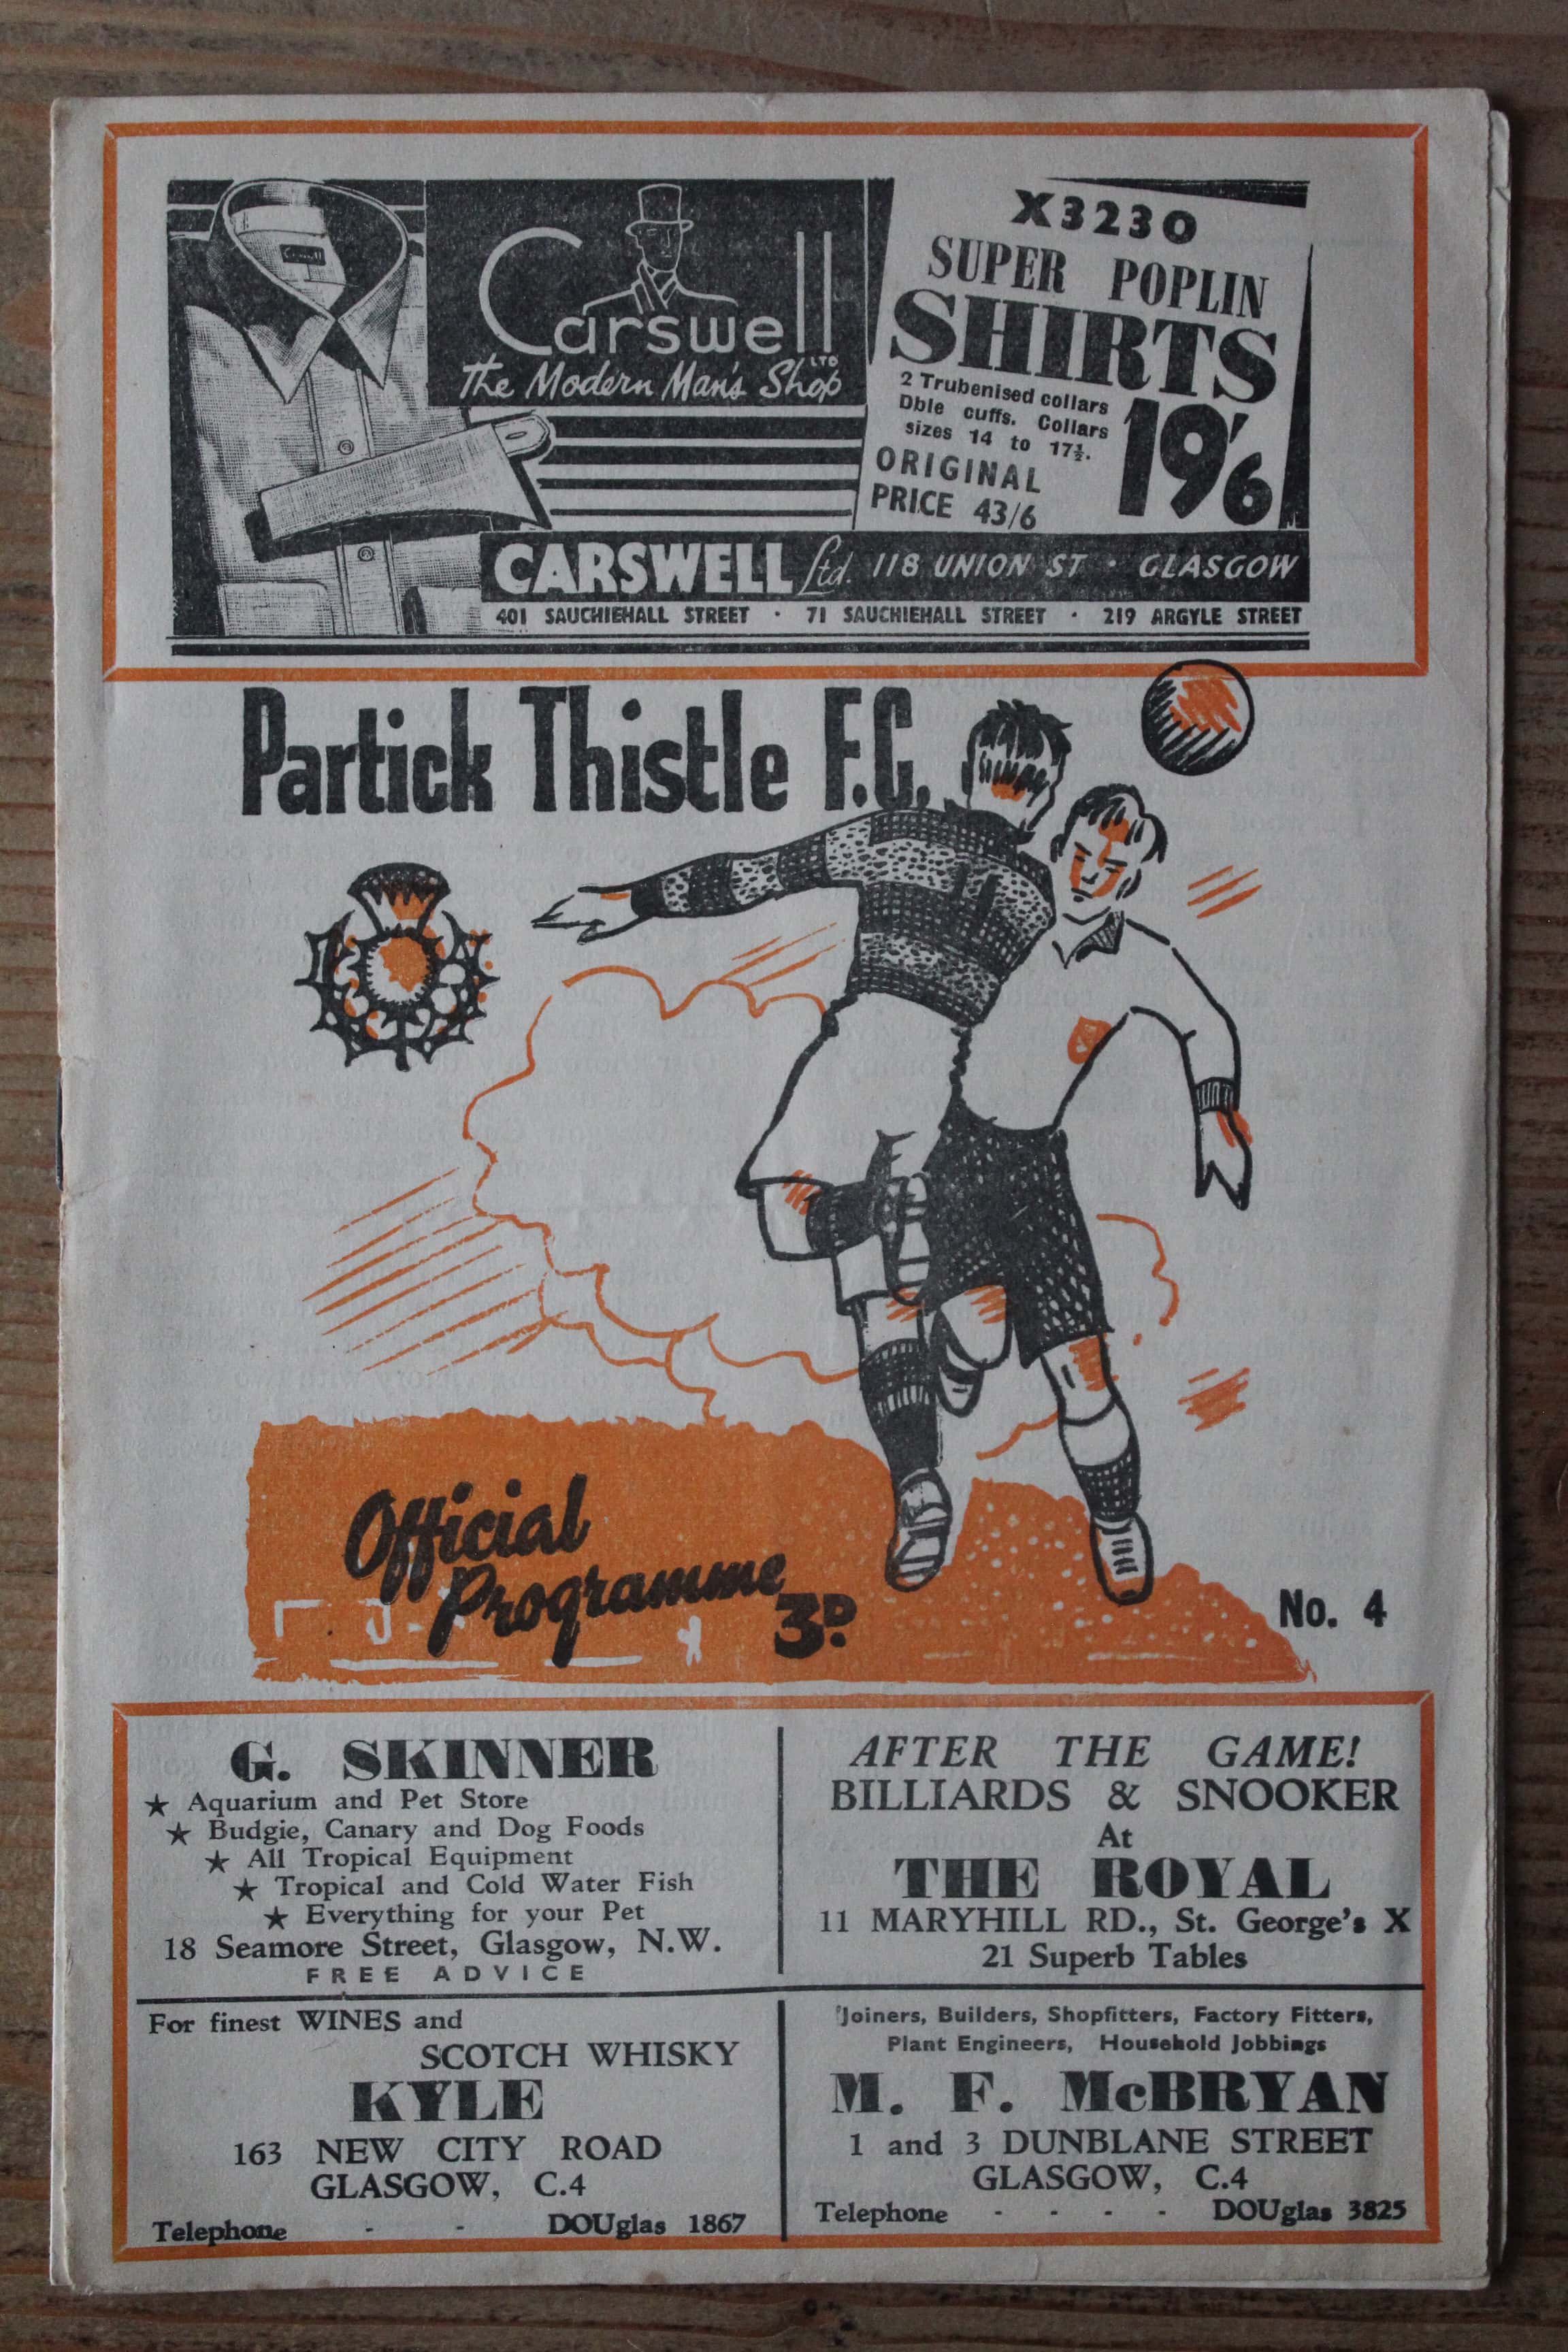 Carswell
Carswell LTD
The Modern Man's Shop
X3230
SUPER POPLIN
SHIRTS
2 Trubenised collars
Dble cuffs. Collars
sizes 14 to 17½.
19/6
ORIGINAL
PRICE 43/6
CARSWELL Ltd. 118 UNION ST · GLASGOW
401 SAUCHIEHALL STREET · 71 SAUCHIEHALL STREET · 219 ARGYLE STREET
Partick Thistle F.C.
Official
Programme
3D.
No. 4
G. SKINNER
★ Aquarium and Pet Store
★ Budgie, Canary and Dog Foods
★ All Tropical Equipment
★ Tropical and Cold Water Fish
★ Everything for your Pet
18 Seamore Street, Glasgow, N.W.
FREE ADVICE
AFTER THE GAME!
BILLIARDS & SNOOKER
At
THE ROYAL
11 MARYHILL RD., St. George's X
21 Superb Tables
For finest WINES and
SCOTCH WHISKY
KYLE
163 NEW CITY ROAD
GLASGOW, C.4
Telephone - - DOUglas 1867
Joiners, Builders, Shopfitters, Factory Fitters,
Plant Engineers, Household Jobbings
M. F. McBRYAN
1 and 3 DUNBLANE STREET
GLASGOW, C.4
Telephone - - - - DOUglas 3825